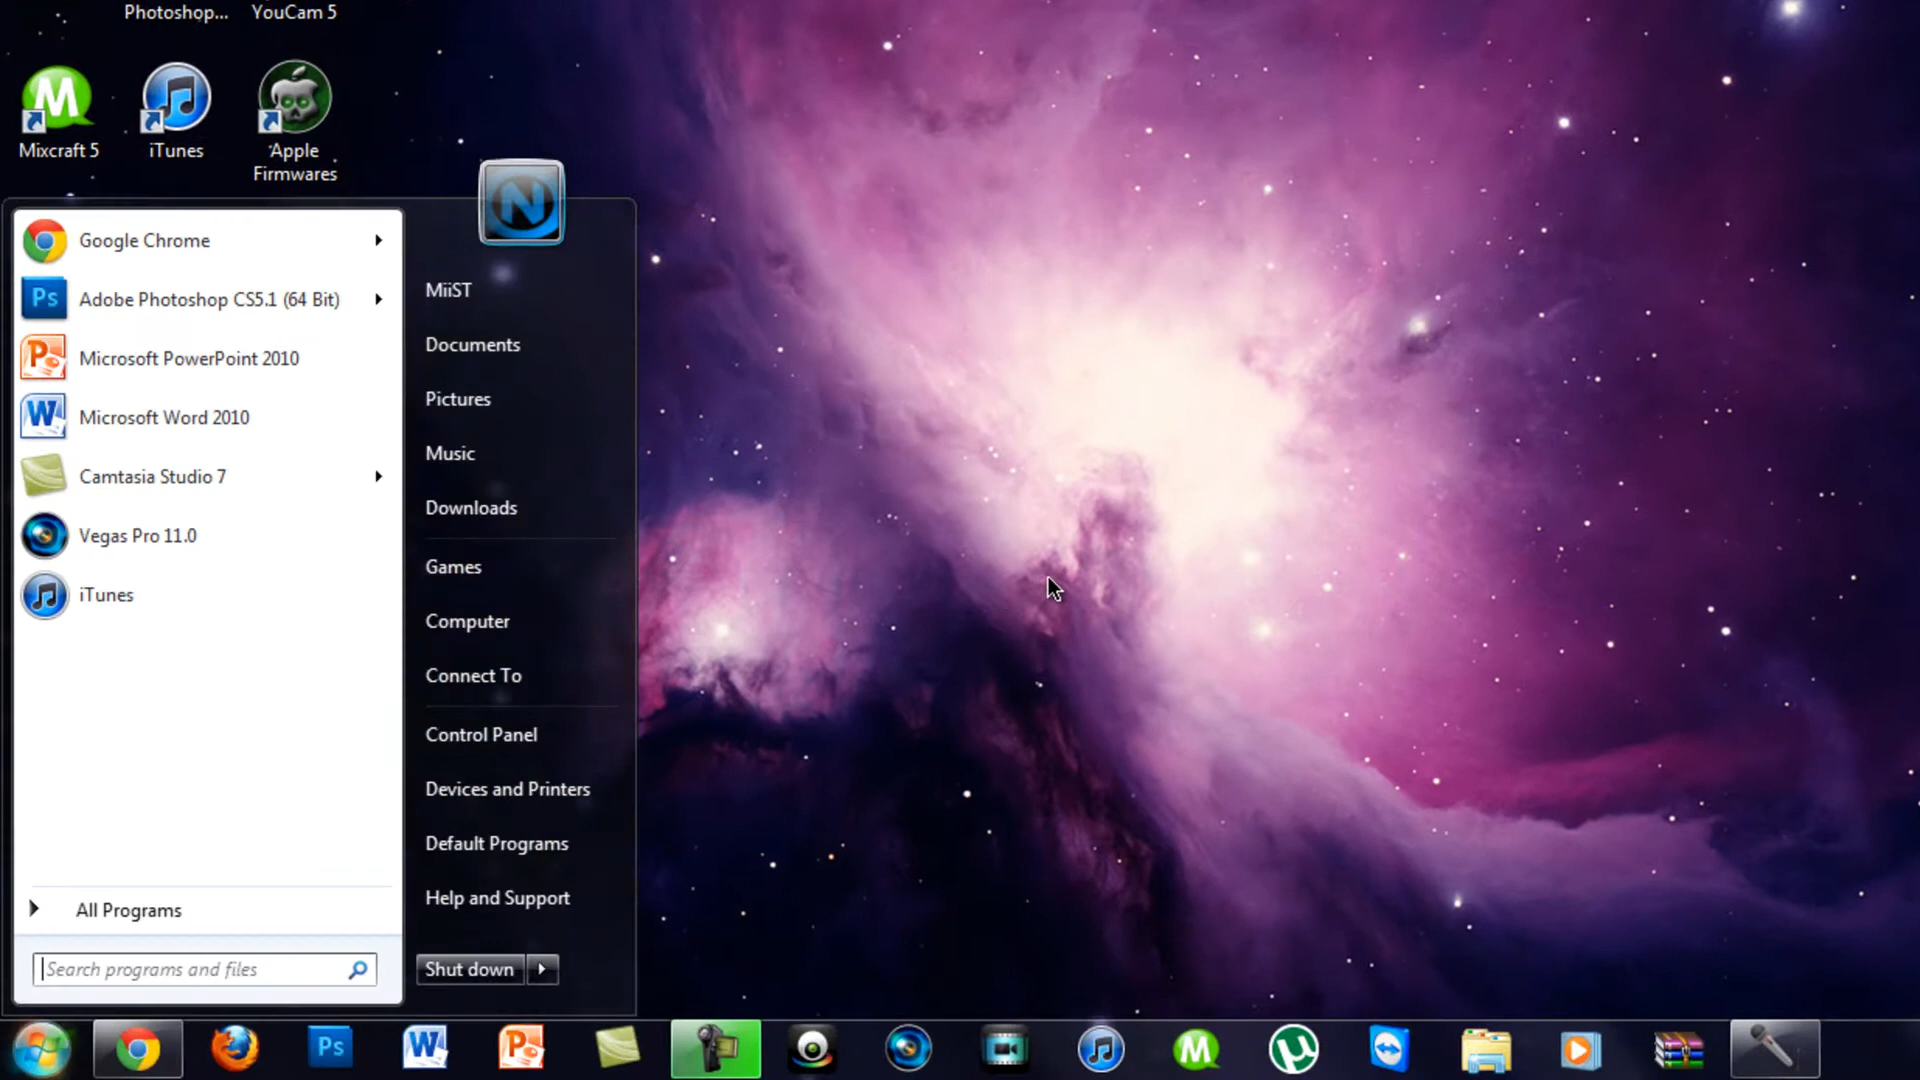 Photoshop...
YouCam 5
Mixcraft 5
iTunes
Apple
Firmwares
Google Chrome
Adobe Photoshop CS5.1 (64 Bit)
Microsoft PowerPoint 2010
Microsoft Word 2010
Camtasia Studio 7
Vegas Pro 11.0
iTunes
All Programs
Search programs and files
MiiST
Documents
Pictures
Music
Downloads
Games
Computer
Connect To
Control Panel
Devices and Printers
Default Programs
Help and Support
Shut down